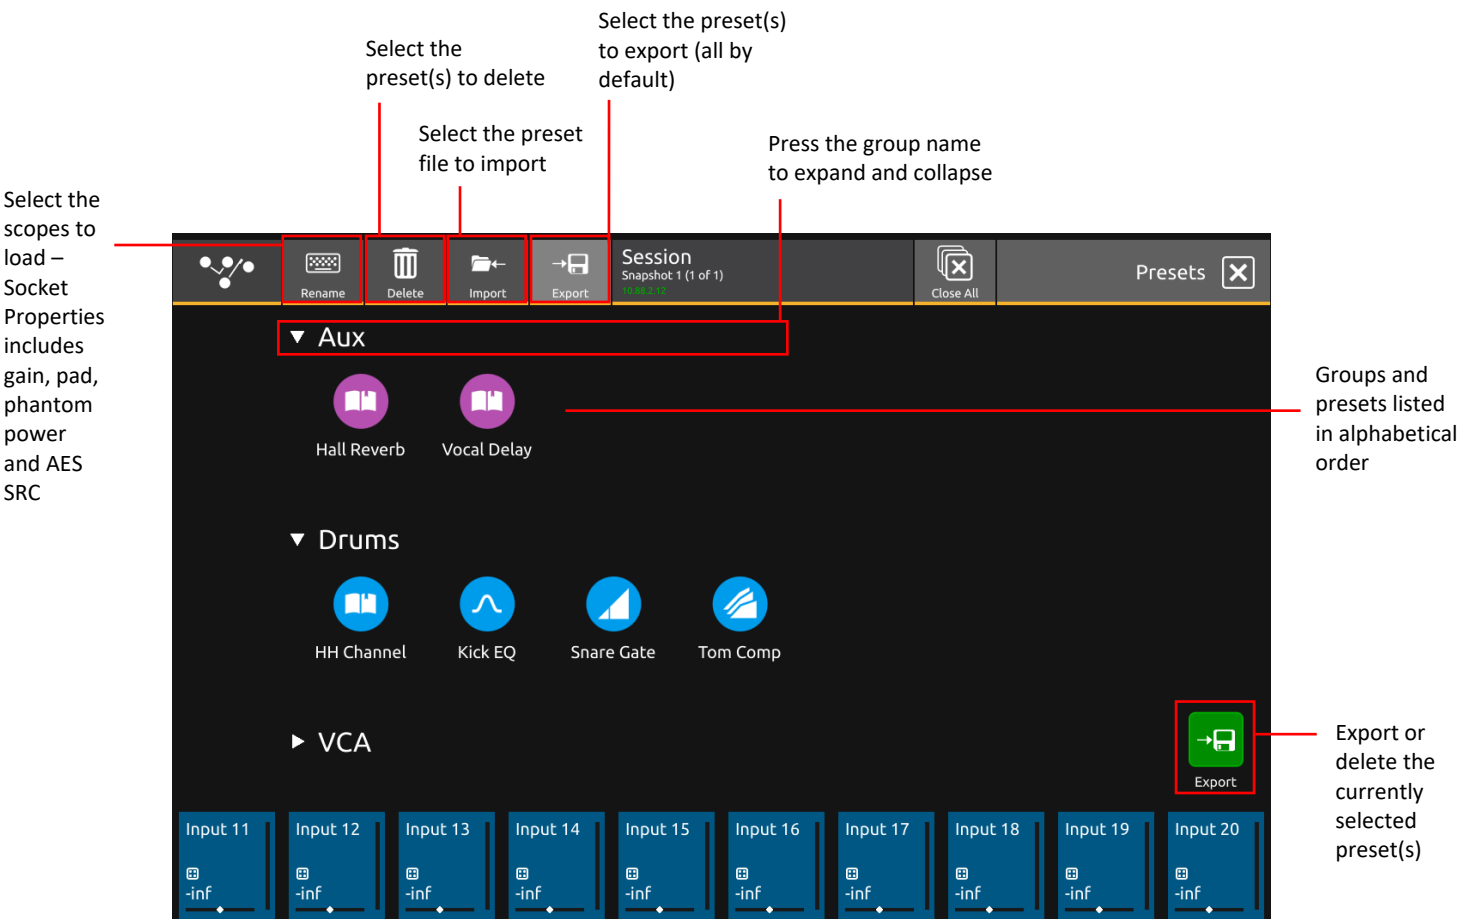 Select the preset(s)
to export (all by
default)
Select the
preset(s) to delete
Select the preset
file to import
Press the group name
to expand and collapse
Select the
scopes to
load –
Socket
Properties
includes
gain, pad,
phantom
power
and AES
SRC
Rename
Delete
Import
Export
Session
Snapshot 1 (1 of 1)
10.88.2.12
Close All
Presets
Aux
Hall Reverb
Vocal Delay
Groups and
presets listed
in alphabetical
order
Drums
HH Channel
Kick EQ
Snare Gate
Tom Comp
VCA
Export
Export or
delete the
currently
selected
preset(s)
Input 11
-inf
Input 12
-inf
Input 13
-inf
Input 14
-inf
Input 15
-inf
Input 16
-inf
Input 17
-inf
Input 18
-inf
Input 19
-inf
Input 20
-inf